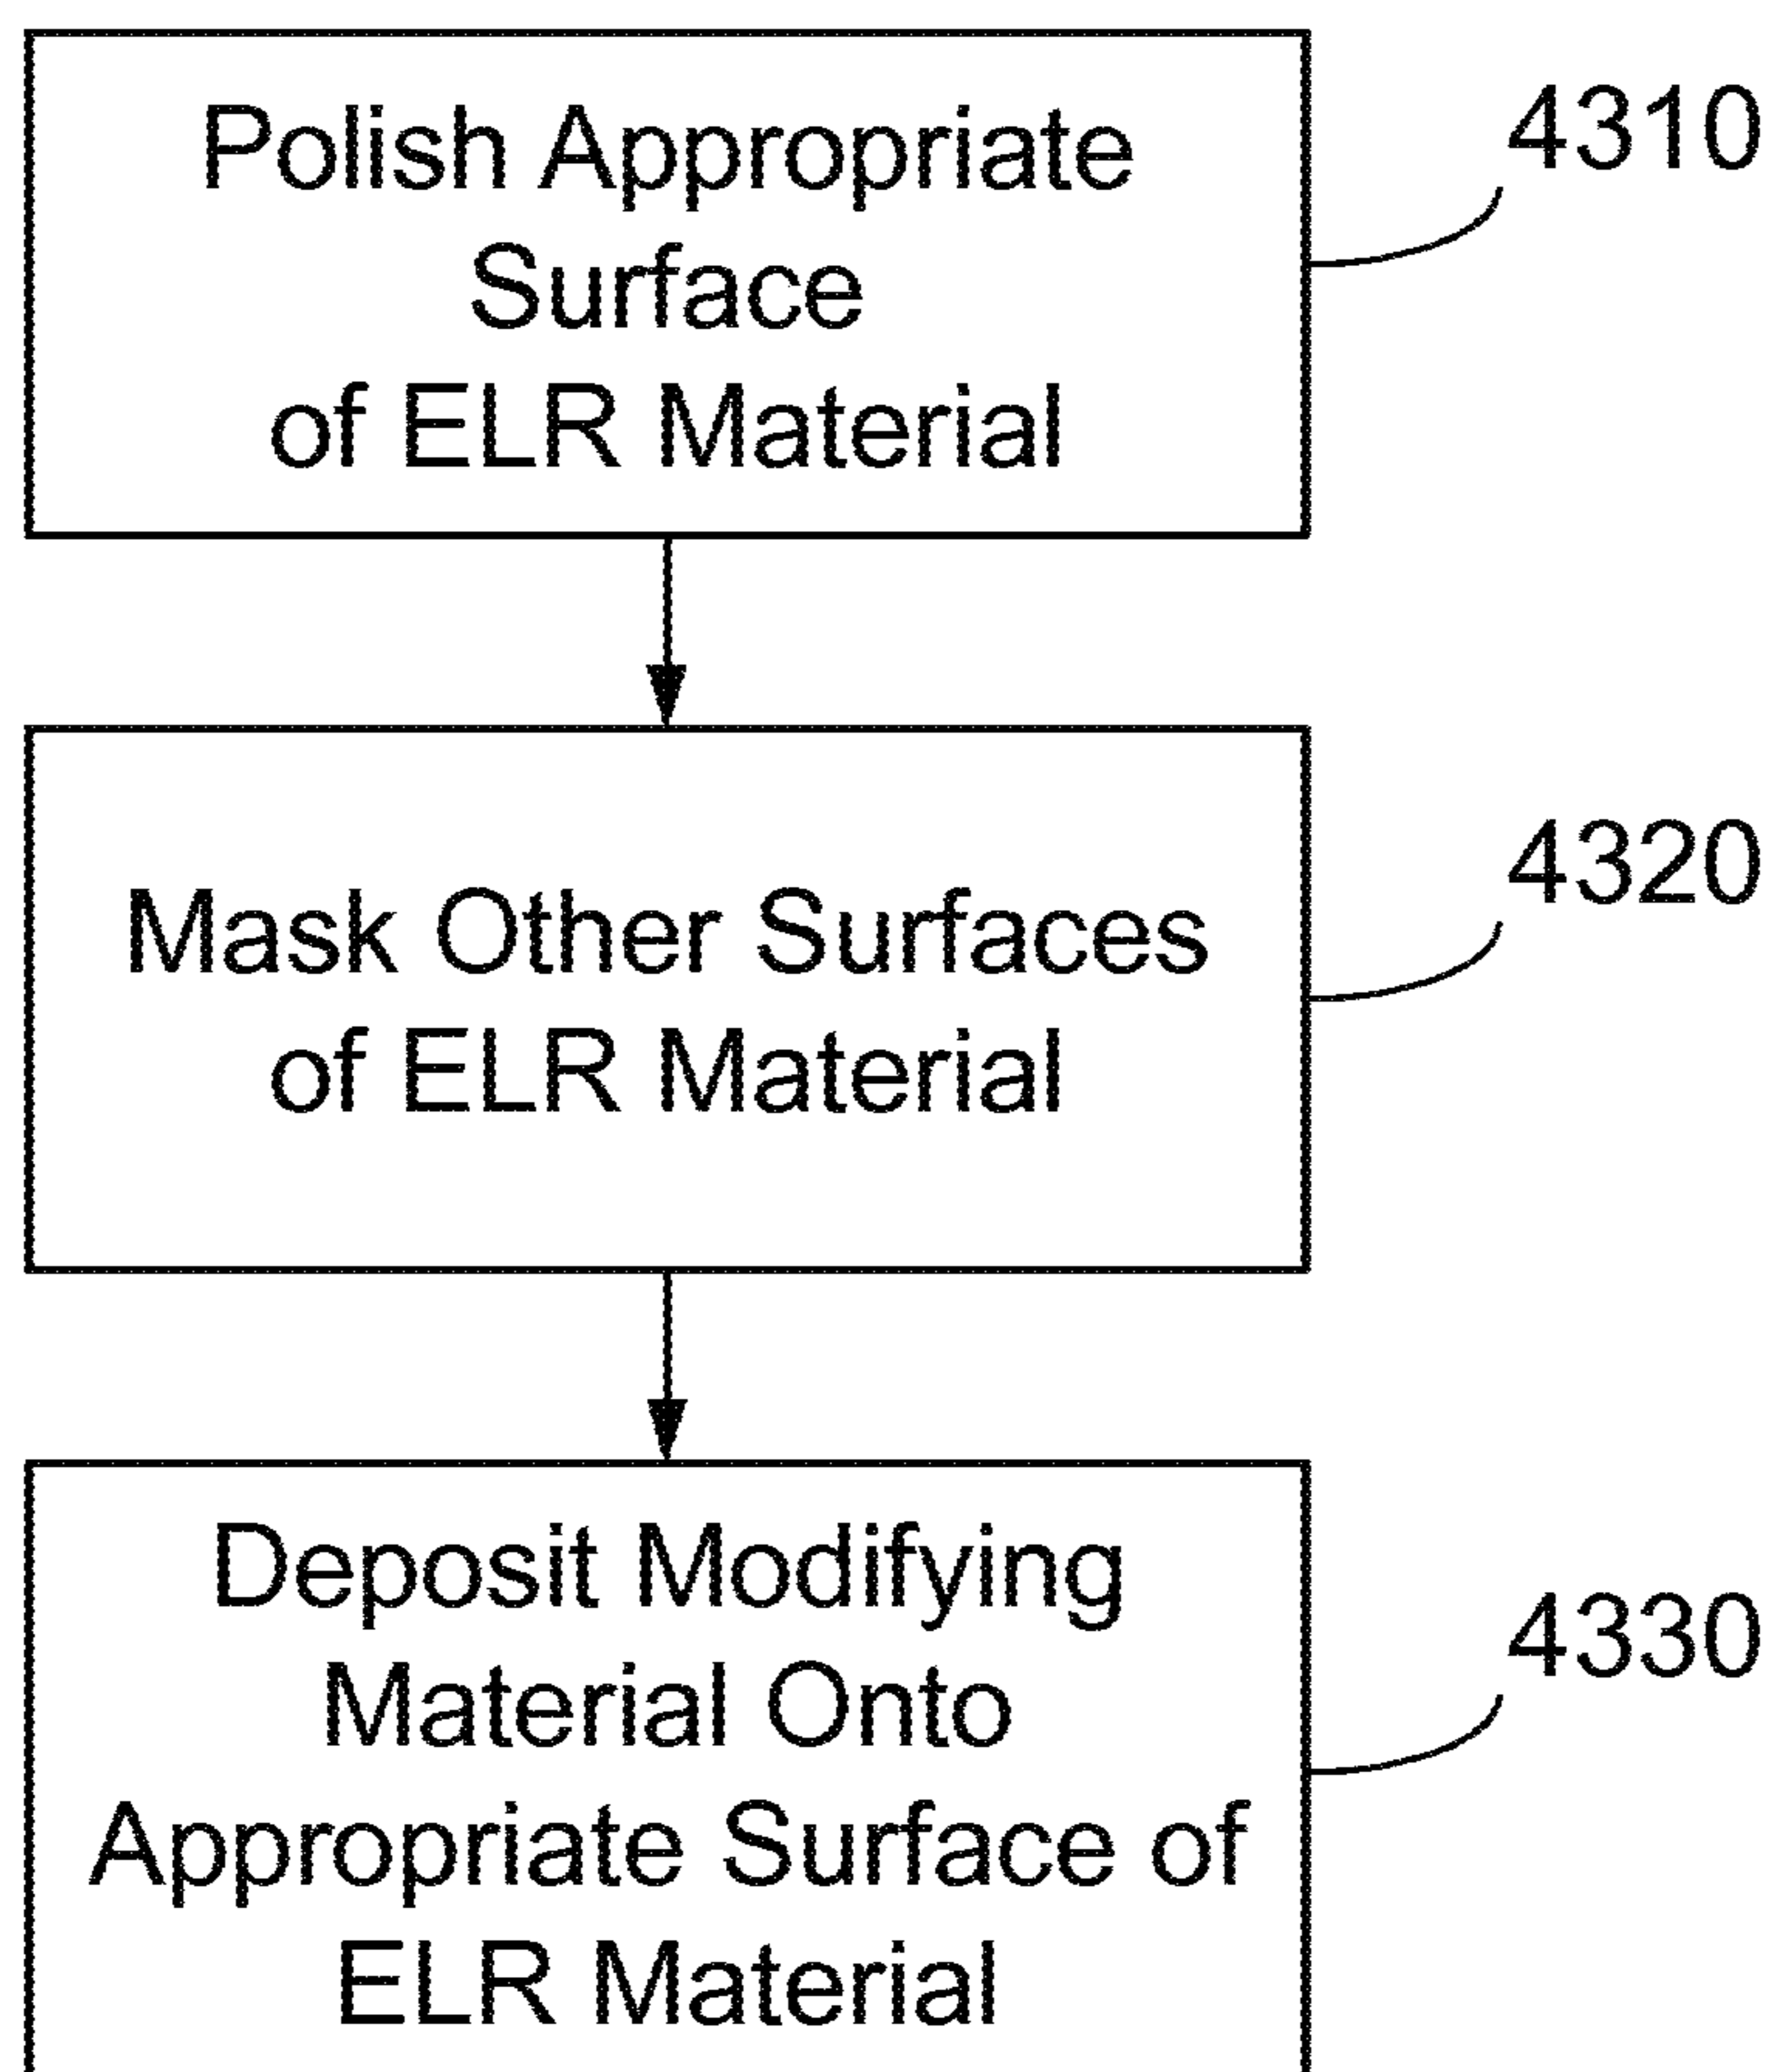 Polish Appropriate
Surface
of ELR Material
4310
Mask Other Surfaces
of ELR Material
4320
Deposit Modifying
Material Onto
Appropriate Surface of
ELR Material
4330